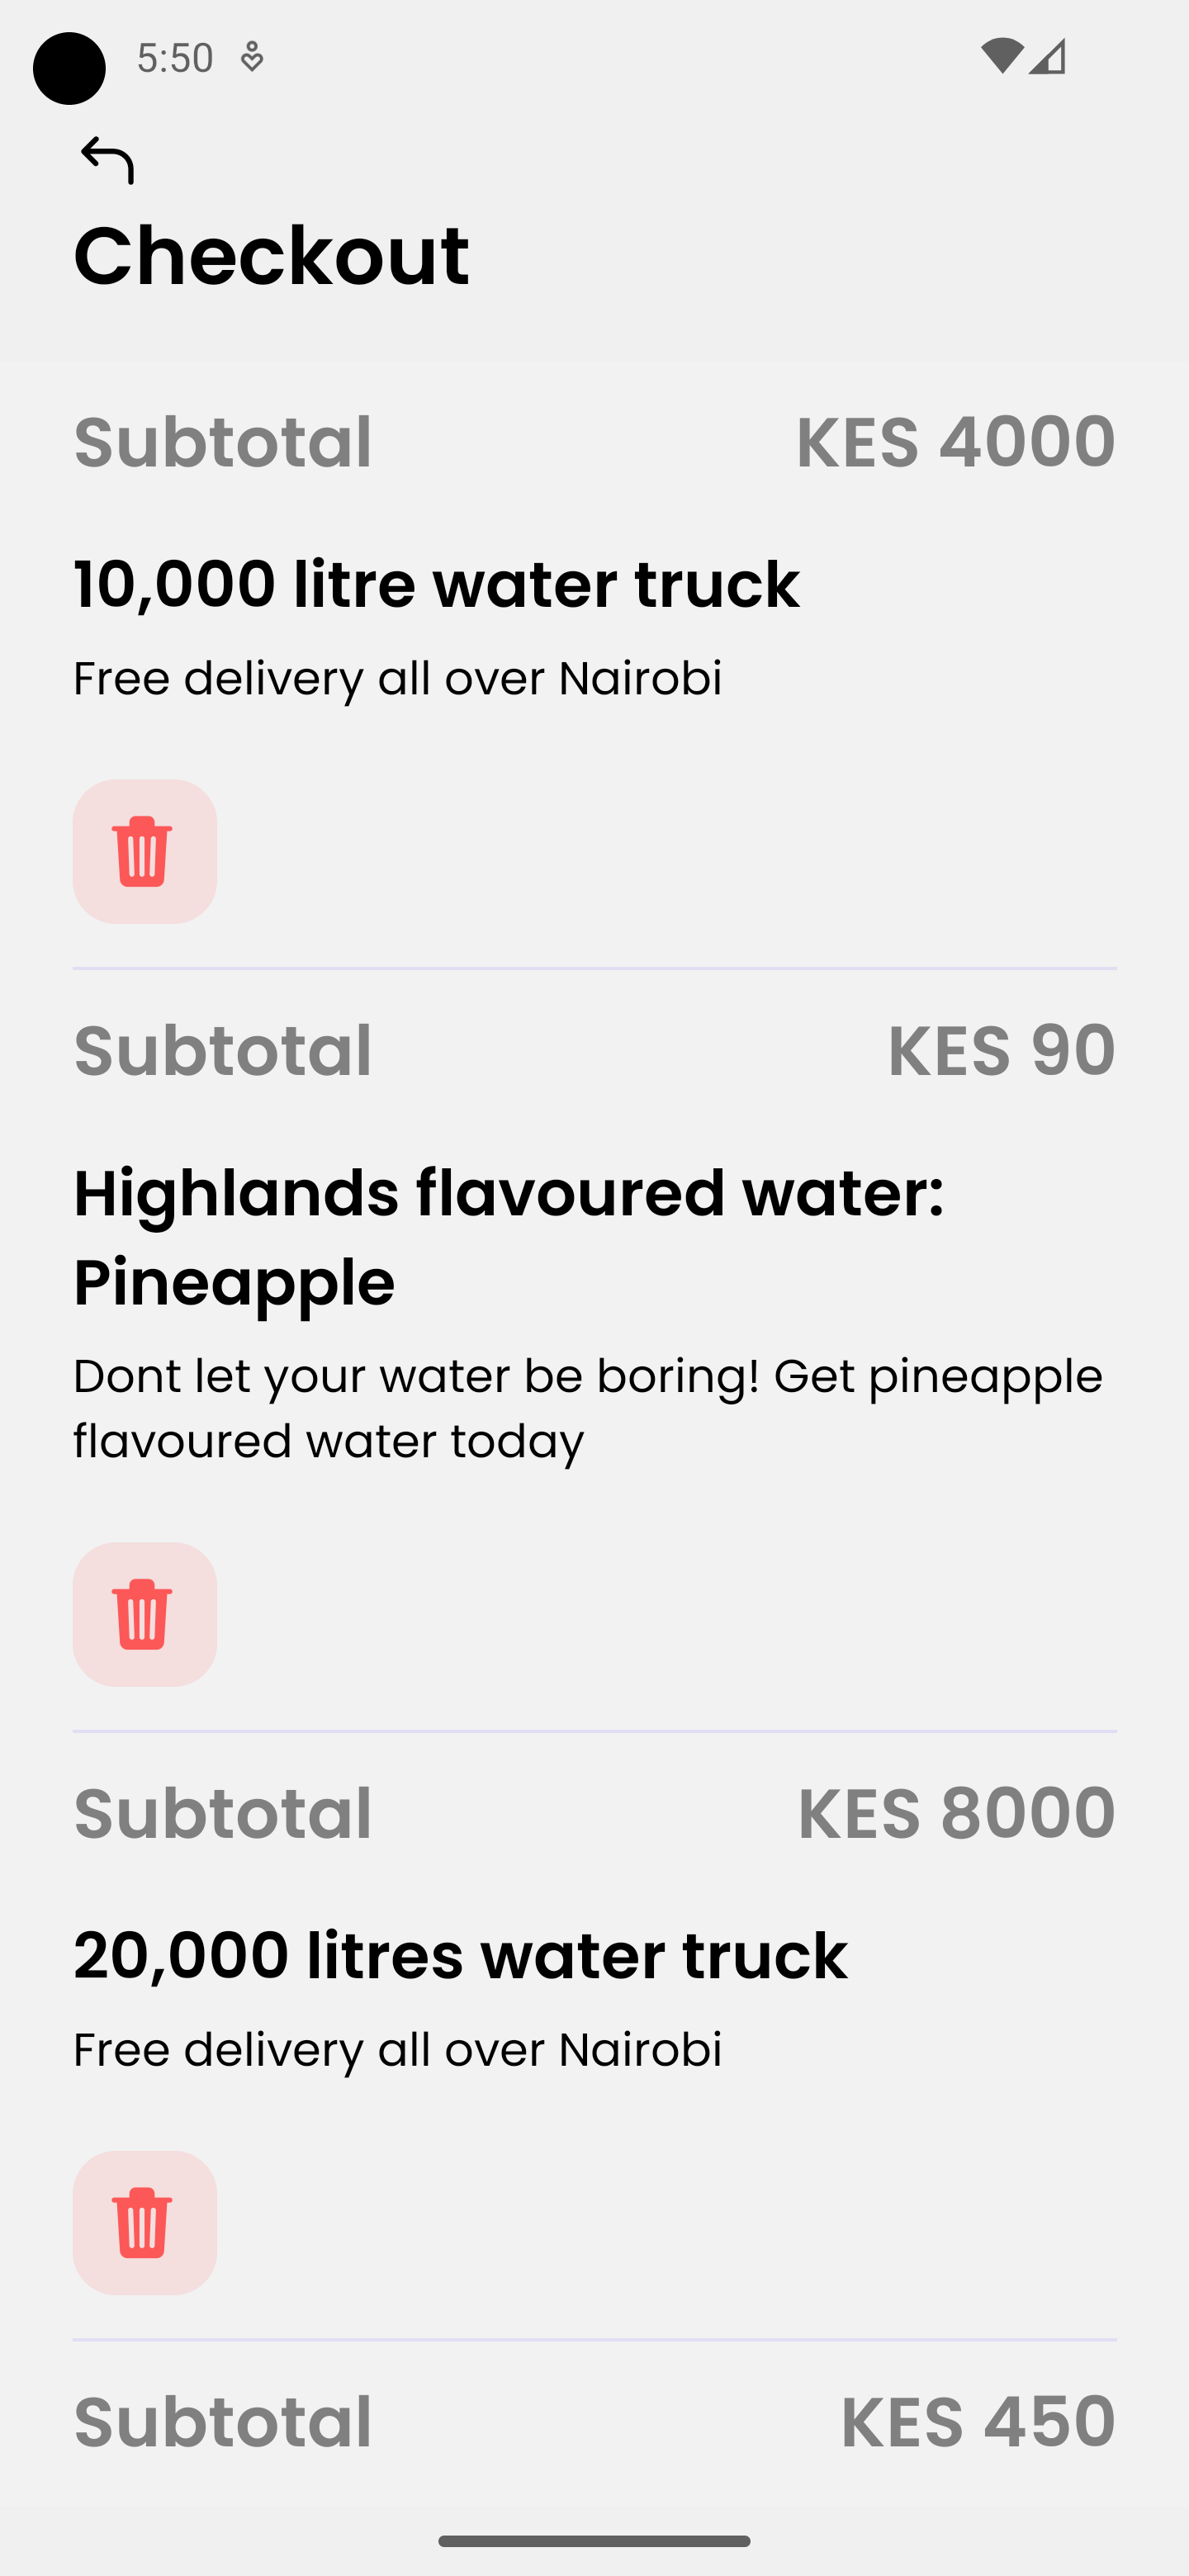 5:50
Checkout
Subtotal KES 4000
10,000 litre water truck
Free delivery all over Nairobi
Subtotal KES 90
Highlands flavoured water:
Pineapple
Dont let your water be boring! Get pineapple
flavoured water today
Subtotal KES 8000
20,000 litres water truck
Free delivery all over Nairobi
Subtotal KES 450